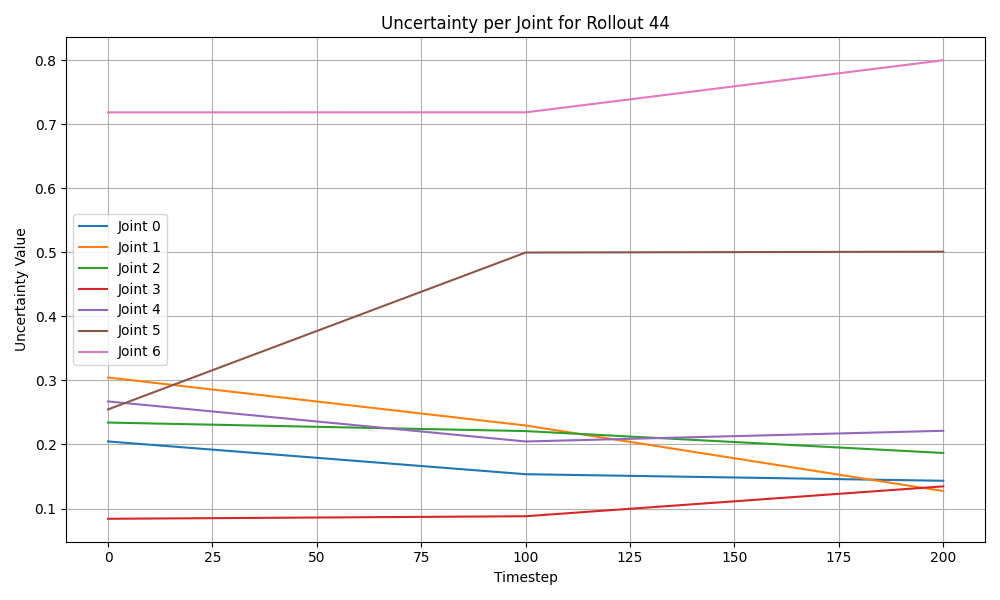 Uncertainty per Joint for Rollout 44
Uncertainty Value
0.8
0.7
0.6
0.5
0.4
0.3
0.2
0.1
Joint 0
Joint 1
Joint 2
Joint 3
Joint 4
Joint 5
Joint 6
0 25 50 75 100 125 150 175 200
Timestep